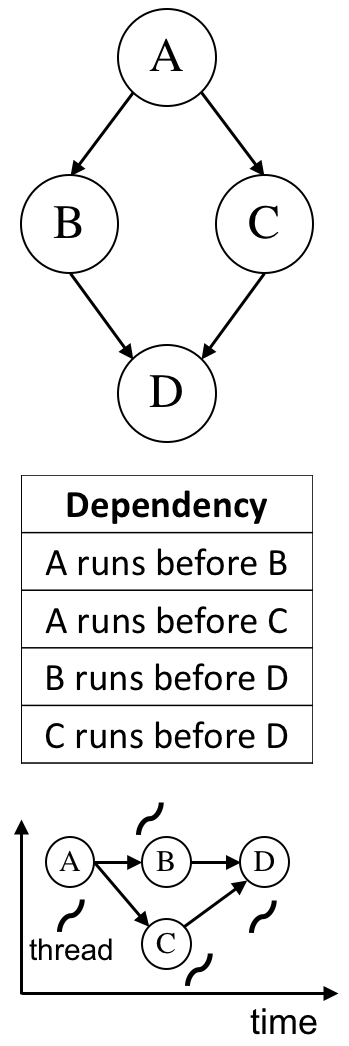 A
B C
D
Dependency
A runs before B
A runs before C
B runs before D
C runs before D
A B D
C
thread
time